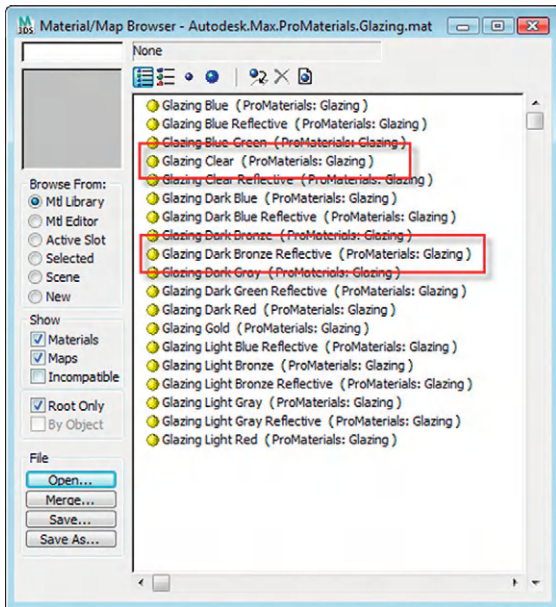 Material/Map Browser - Autodesk.Max.ProMaterials.Glazing.mat
None
Glazing Blue ( ProMaterials: Glazing )
Glazing Blue Reflective ( ProMaterials: Glazing )
Glazing Blue-Green ( ProMaterials: Glazing )
Glazing Clear ( ProMaterials: Glazing )
Glazing Clear Reflective ( ProMaterials: Glazing )
Glazing Dark Blue ( ProMaterials: Glazing )
Glazing Dark Blue Reflective ( ProMaterials: Glazing )
Glazing Dark Bronze ( ProMaterials: Glazing )
Glazing Dark Bronze Reflective ( ProMaterials: Glazing )
Glazing Dark Gray ( ProMaterials: Glazing )
Glazing Dark Green Reflective ( ProMaterials: Glazing )
Glazing Dark Red ( ProMaterials: Glazing )
Glazing Gold ( ProMaterials: Glazing )
Glazing Light Blue Reflective ( ProMaterials: Glazing )
Glazing Light Bronze ( ProMaterials: Glazing )
Glazing Light Bronze Reflective ( ProMaterials: Glazing )
Glazing Light Gray ( ProMaterials: Glazing )
Glazing Light Gray Reflective ( ProMaterials: Glazing )
Glazing Light Red ( ProMaterials: Glazing )
Browse From:
Mtl Library
Mtl Editor
Active Slot
Selected
Scene
New
Show
Materials
Maps
Incompatible
Root Only
By Object
File
Open...
Merge...
Save...
Save As...